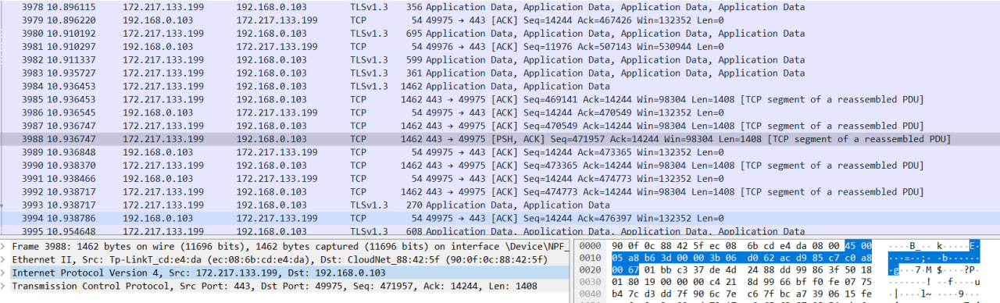 3978 10.896115 172.217.133.199 192.168.0.103 TLSv1.3 356 Application Data, Application Data, Application Data, Application Data
3979 10.896220 192.168.0.103 172.217.133.199 TCP 54 49975 → 443 [ACK] Seq=14244 Ack=467426 Win=132352 Len=0
3980 10.910192 172.217.133.199 192.168.0.103 TLSv1.3 695 Application Data, Application Data, Application Data, Application Data
3981 10.910297 192.168.0.103 172.217.133.199 TCP 54 49976 → 443 [ACK] Seq=11976 Ack=507143 Win=530944 Len=0
3982 10.911337 172.217.133.199 192.168.0.103 TLSv1.3 599 Application Data, Application Data, Application Data, Application Data
3983 10.935727 172.217.133.199 192.168.0.103 TLSv1.3 361 Application Data, Application Data, Application Data, Application Data
3984 10.936453 172.217.133.199 192.168.0.103 TLSv1.3 1462 Application Data, Application Data
3985 10.936453 172.217.133.199 192.168.0.103 TCP 1462 443 → 49975 [ACK] Seq=469141 Ack=14244 Win=98304 Len=1408 [TCP segment of a reassembled PDU]
3986 10.936545 192.168.0.103 172.217.133.199 TCP 54 49975 → 443 [ACK] Seq=14244 Ack=470549 Win=132352 Len=0
3987 10.936747 172.217.133.199 192.168.0.103 TCP 1462 443 → 49975 [ACK] Seq=470549 Ack=14244 Win=98304 Len=1408 [TCP segment of a reassembled PDU]
3988 10.936747 172.217.133.199 192.168.0.103 TCP 1462 443 → 49975 [PSH, ACK] Seq=471957 Ack=14244 Win=98304 Len=1408 [TCP segment of a reassembled PDU]
3989 10.936848 192.168.0.103 172.217.133.199 TCP 54 49975 → 443 [ACK] Seq=14244 Ack=473365 Win=132352 Len=0
3990 10.938370 172.217.133.199 192.168.0.103 TCP 1462 443 → 49975 [ACK] Seq=473365 Ack=14244 Win=98304 Len=1408 [TCP segment of a reassembled PDU]
3991 10.938466 192.168.0.103 172.217.133.199 TCP 54 49975 → 443 [ACK] Seq=14244 Ack=474773 Win=132352 Len=0
3992 10.938717 172.217.133.199 192.168.0.103 TCP 1462 443 → 49975 [ACK] Seq=474773 Ack=14244 Win=98304 Len=1408 [TCP segment of a reassembled PDU]
3993 10.938717 172.217.133.199 192.168.0.103 TLSv1.3 270 Application Data, Application Data
3994 10.938786 192.168.0.103 172.217.133.199 TCP 54 49975 → 443 [ACK] Seq=14244 Ack=476397 Win=132352 Len=0
3995 10.954648 172.217.133.199 192.168.0.103 TLSv1.3 608 Application Data, Application Data, Application Data, Application Data
Frame 3988: 1462 bytes on wire (11696 bits), 1462 bytes captured (11696 bits) on interface \Device\NPF_
Ethernet II, Src: Tp-LinkT_cd:e4:da (ec:08:6b:cd:e4:da), Dst: CloudNet_88:42:5f (90:0f:0c:88:42:5f)
Internet Protocol Version 4, Src: 172.217.133.199, Dst: 192.168.0.103
Transmission Control Protocol, Src Port: 443, Dst Port: 49975, Seq: 471957, Ack: 14244, Len: 1408
0000 90 0f 0c 88 42 5f ec 08 6b cd e4 da 08 00 45 00 ····B_·· k·····E·
0010 05 a8 b6 3d 00 00 3b 06 d0 62 ac d9 85 c7 c0 a8 ···=··;· ·b······
0020 00 67 01 bb c3 37 de 4d 24 88 dd 99 86 3f 50 18 ·g···7·M $····?P·
0030 01 80 19 00 00 00 c4 21 8d 99 66 bf f0 fe 07 75 ·······! ··f····u
0040 b4 7c d3 dd 7f 90 6c 7e c6 7f bc a7 39 06 15 fe ·|····l~ ····9···